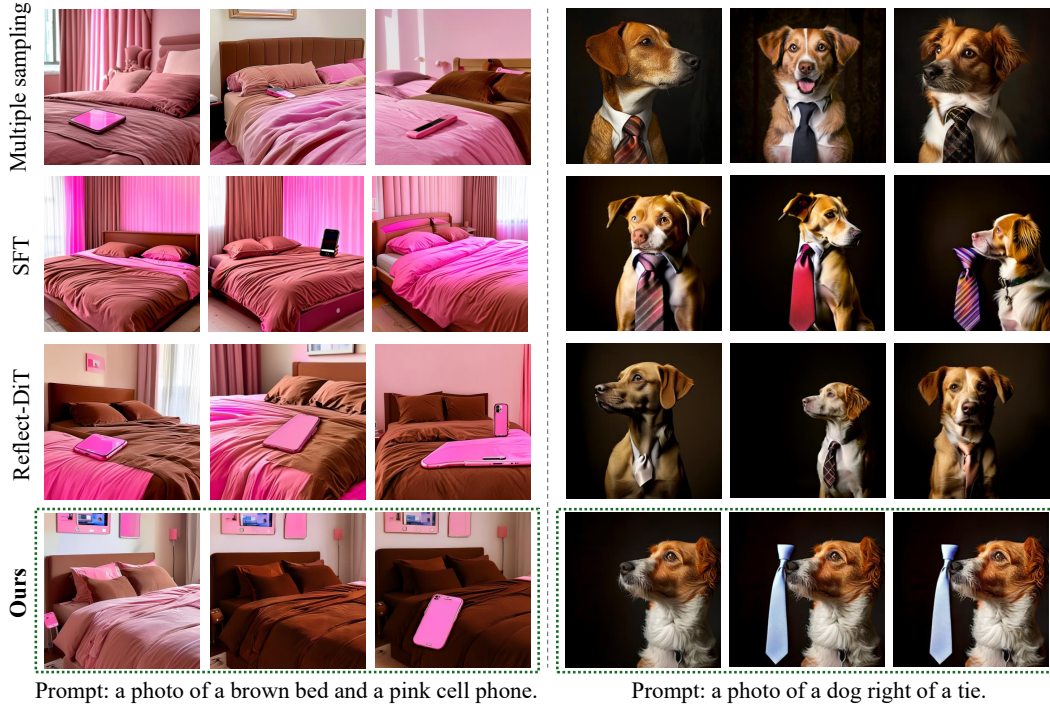 Multiple sampling
SFT
Reflect-DiT
Ours
Prompt: a photo of a brown bed and a pink cell phone.
Prompt: a photo of a dog right of a tie.